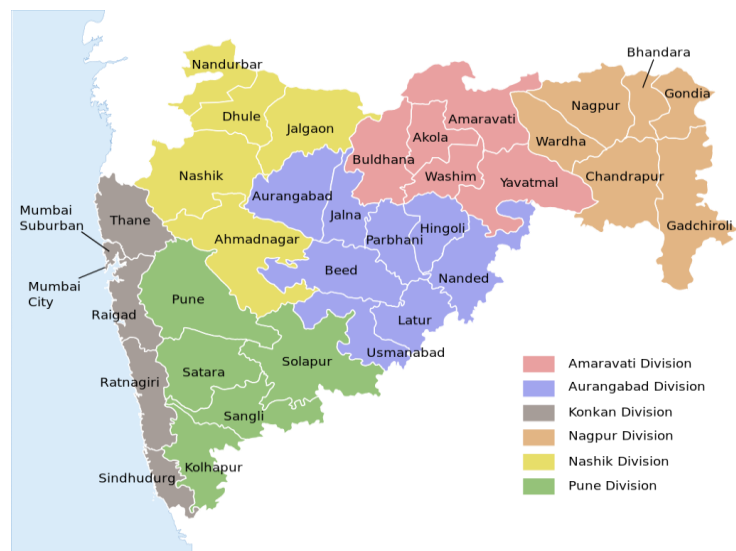 Bhandara
Nandurbar
Gondia
Nagpur
Dhule
Amaravati
Jalgaon
Akola
Wardha
Buldhana
Nashik
Washim
Chandrapur
Yavatmal
Aurangabad
Mumbai
Suburban
Thane
Jalna
Hingoli
Gadchiroli
Ahmadnagar
Parbhani
Beed
Nanded
Mumbai
City
Pune
Raigad
Latur
Usmanabad
Solapur
Satara
Ratnagiri
Sangli
Kolhapur
Sindhudurg
Amaravati Division
Aurangabad Division
Konkan Division
Nagpur Division
Nashik Division
Pune Division